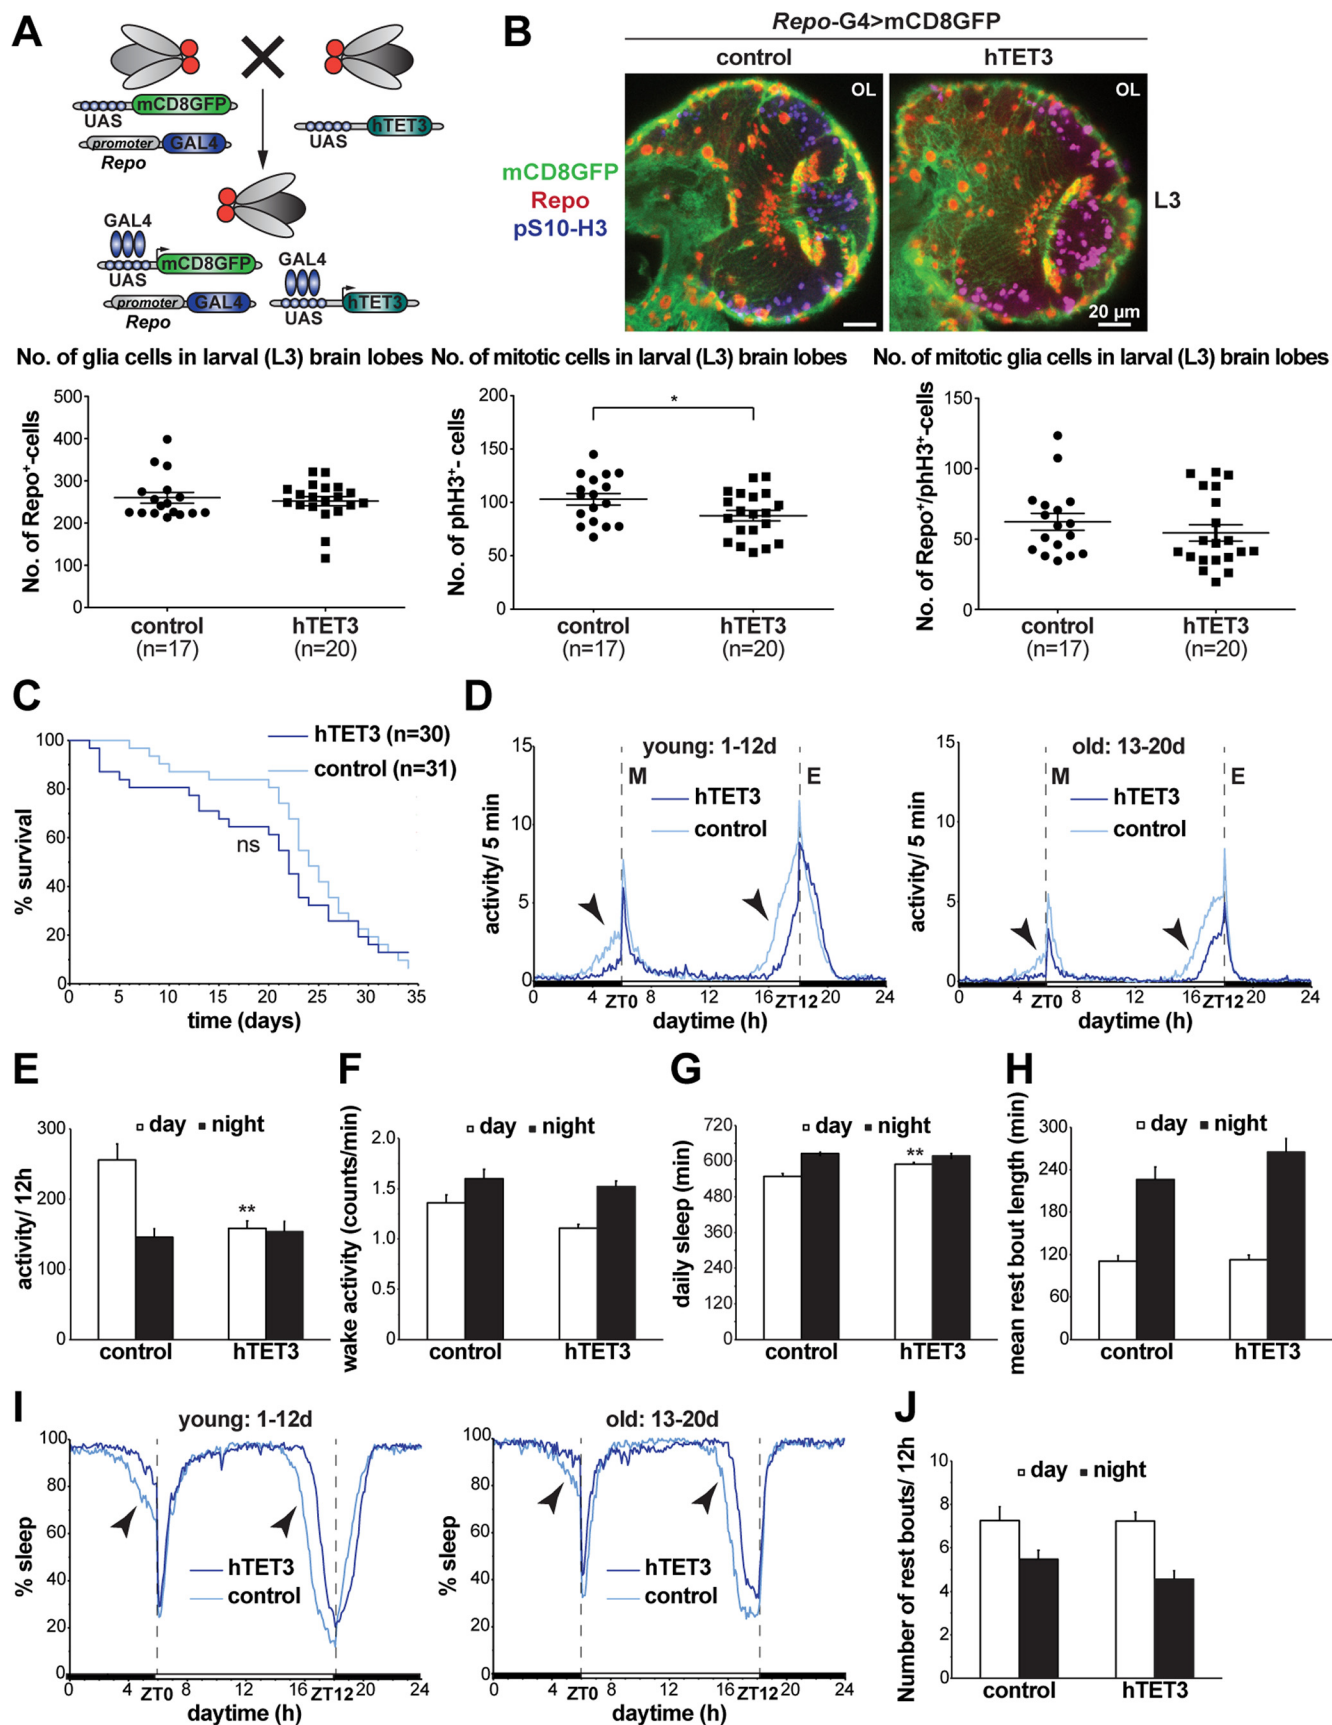 A
mCD8GFP
UAS
promoter
GAL4
Repo
hTET3
UAS
GAL4
mCD8GFP
UAS
GAL4
hTET3
UAS
promoter
GAL4
Repo
B
Repo-G4>mCD8GFP
control
hTET3
OL
OL
mCD8GFP
Repo
pS10-H3
L3
20 µm
No. of glia cells in larval (L3) brain lobes
No. of Repo+-cells
500
400
300
200
100
0
control
(n=17)
hTET3
(n=20)
No. of mitotic cells in larval (L3) brain lobes
No. of phH3+- cells
200
150
100
50
0
*
control
(n=17)
hTET3
(n=20)
No. of mitotic glia cells in larval (L3) brain lobes
No. of Repo+/phH3+-cells
150
100
50
0
control
(n=17)
hTET3
(n=20)
C
% survival
100
80
60
40
20
0
hTET3 (n=30)
control (n=31)
ns
0 5 10 15 20 25 30 35
time (days)
D
young: 1-12d
activity/ 5 min
15
10
5
0
M
E
hTET3
control
0 4 ZT0 8 12 16 ZT12 20 24
daytime (h)
old: 13-20d
activity/ 5 min
15
10
5
0
M
E
hTET3
control
0 4 ZT0 8 12 16 ZT12 20 24
daytime (h)
E
day night
activity/ 12h
300
200
100
0
**
control
hTET3
F
day night
wake activity (counts/min)
2.0
1.5
1.0
0.5
0
control
hTET3
G
day night
daily sleep (min)
720
600
480
360
240
120
0
**
control
hTET3
H
day night
mean rest bout length (min)
300
240
180
120
60
0
control
hTET3
I
young: 1-12d
% sleep
100
80
60
40
20
0
hTET3
control
0 4 ZT0 8 12 16 ZT12 20 24
daytime (h)
old: 13-20d
% sleep
100
80
60
40
20
0
hTET3
control
0 4 ZT0 8 12 16 ZT12 20 24
daytime (h)
J
day night
Number of rest bouts/ 12h
10
8
6
4
2
0
control
hTET3